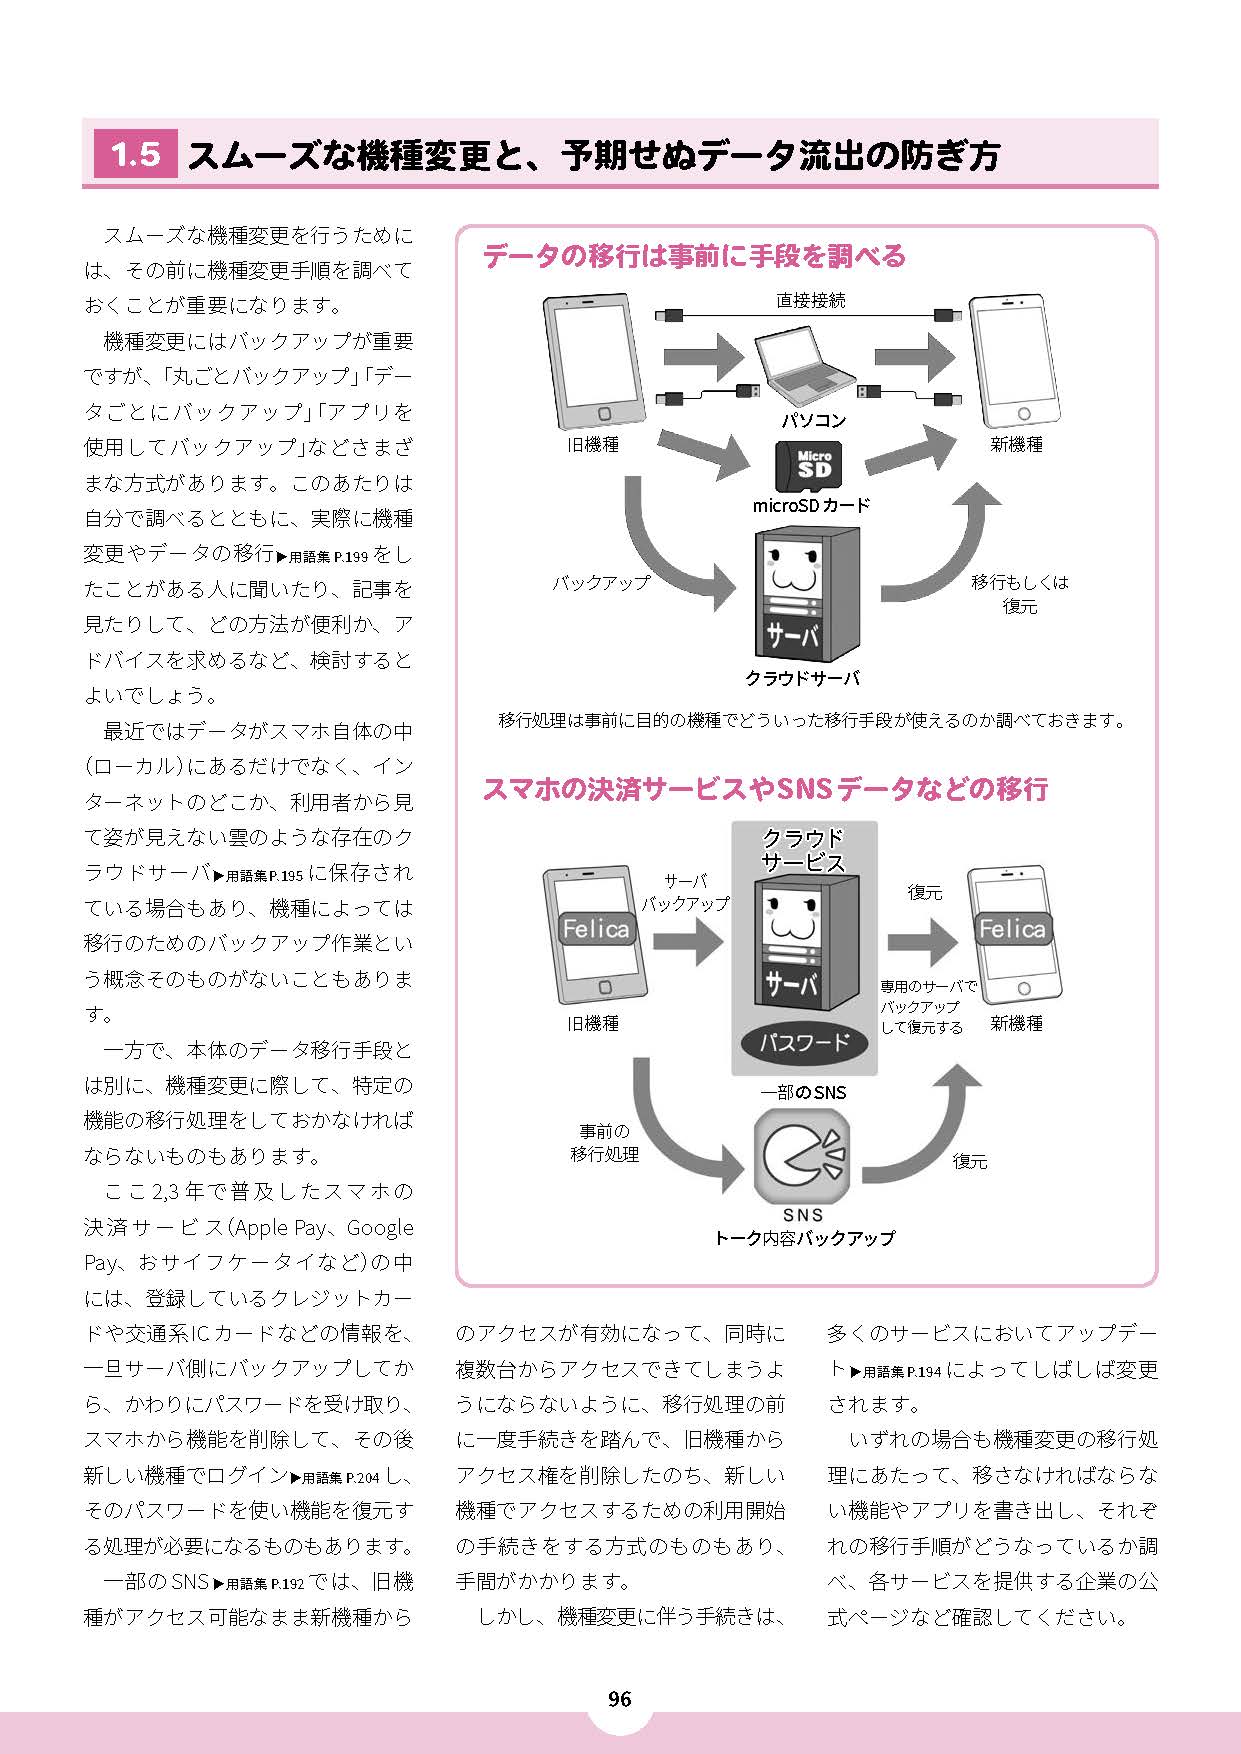 1.5 スムーズな機種変更と、予期せぬデータ流出の防ぎ方
スムーズな機種変更を行うために
は、その前に機種変更手順を調べて
おくことが重要になります。
機種変更にはバックアップが重要
ですが、「丸ごとバックアップ」「デー
タごとにバックアップ」「アプリを
使用してバックアップ」などさまざ
まな方式があります。このあたりは
自分で調べるとともに、実際に機種
変更やデータの移行▶用語集P.199をし
たことがある人に聞いたり、記事を
見たりして、どの方法が便利か、ア
ドバイスを求めるなど、検討すると
よいでしょう。
最近ではデータがスマホ自体の中
（ローカル）にあるだけでなく、イン
ターネットのどこか、利用者から見
て姿が見えない雲のような存在のク
ラウドサーバ▶用語集P.195に保存され
ている場合もあり、機種によっては
移行のためのバックアップ作業とい
う概念そのものがないこともありま
す。
一方で、本体のデータ移行手段と
は別に、機種変更に際して、特定の
機能の移行処理をしておかなければ
ならないものもあります。
ここ2,3年で普及したスマホの
決済サービス（Apple Pay、Google
Pay、おサイフケータイなど）の中
には、登録しているクレジットカー
ドや交通系ICカードなどの情報を、
一旦サーバ側にバックアップしてか
ら、かわりにパスワードを受け取り、
スマホから機能を削除して、その後
新しい機種でログイン▶用語集P.204し、
そのパスワードを使い機能を復元す
る処理が必要になるものもあります。
一部のSNS▶用語集P.192では、旧機
種がアクセス可能なまま新機種から
データの移行は事前に手段を調べる
直接接続
パソコン
旧機種
新機種
Micro
SD
microSDカード
バックアップ
移行もしくは
復元
サーバ
クラウドサーバ
移行処理は事前に目的の機種でどういった移行手段が使えるのか調べておきます。
スマホの決済サービスやSNSデータなどの移行
クラウド
サービス
サーバ
バックアップ
復元
Felica
Felica
サーバ
専用のサーバで
バックアップ
して復元する
旧機種
新機種
パスワード
一部のSNS
事前の
移行処理
復元
SNS
トーク内容バックアップ
のアクセスが有効になって、同時に
複数台からアクセスできてしまうよ
うにならないように、移行処理の前
に一度手続きを踏んで、旧機種から
アクセス権を削除したのち、新しい
機種でアクセスするための利用開始
の手続きをする方式のものもあり、
手間がかかります。
しかし、機種変更に伴う手続きは、
多くのサービスにおいてアップデー
ト▶用語集P.194によってしばしば変更
されます。
いずれの場合も機種変更の移行処
理にあたって、移さなければならな
い機能やアプリを書き出し、それぞ
れの移行手順がどうなっているか調
べ、各サービスを提供する企業の公
式ページなど確認してください。
96